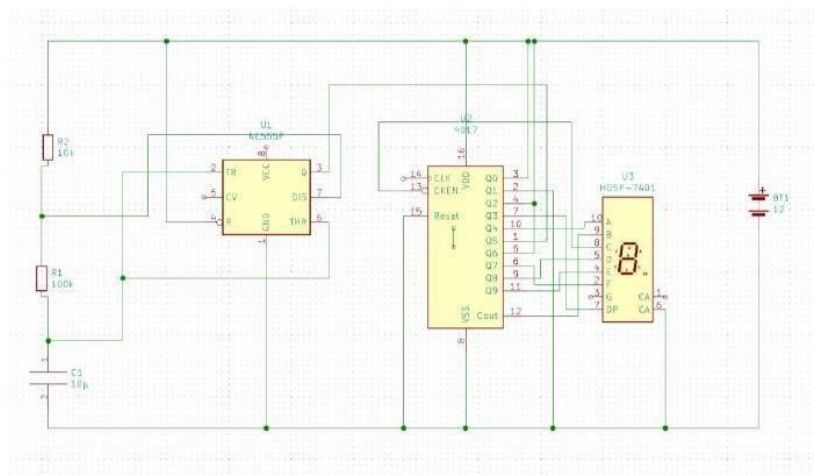 R2
10k
R1
100k
C1
10µ
1
2
U1
NE555P
2
TR
5
CV
4
R
8
VCC
GND
1
Q
3
DIS
7
THR
6
U2
4017
16
VDD
14
CLK
13
CKEN
15
Reset
Q0
3
Q1
2
Q2
4
Q3
7
Q4
10
Q5
1
Q6
5
Q7
6
Q8
9
Q9
11
Cout
12
VSS
8
U3
HDSP-7401
10
A
9
B
8
C
5
D
4
E
2
F
3
G
7
DP
CA
1
CA
6
BT1
12
+